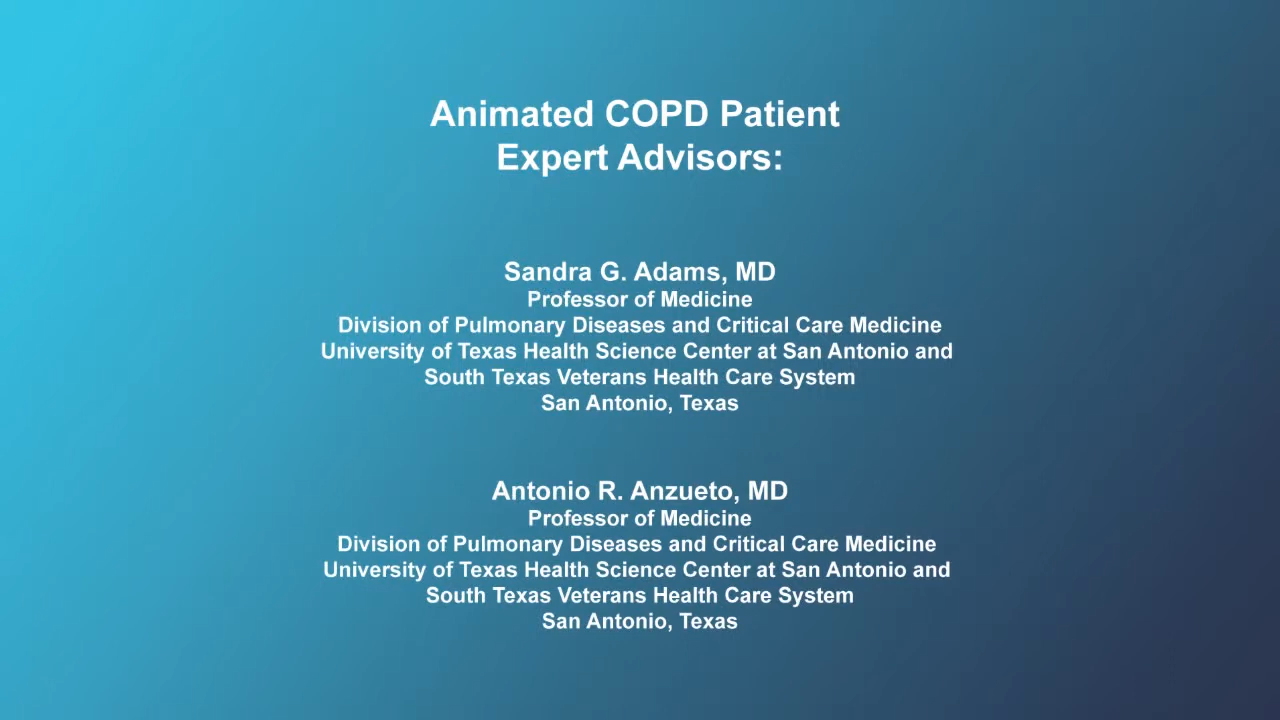 Animated COPD Patient
Expert Advisors:
Sandra G. Adams, MD
Professor of Medicine
Division of Pulmonary Diseases and Critical Care Medicine
University of Texas Health Science Center at San Antonio and
South Texas Veterans Health Care System
San Antonio, Texas
Antonio R. Anzueto, MD
Professor of Medicine
Division of Pulmonary Diseases and Critical Care Medicine
University of Texas Health Science Center at San Antonio and
South Texas Veterans Health Care System
San Antonio, Texas